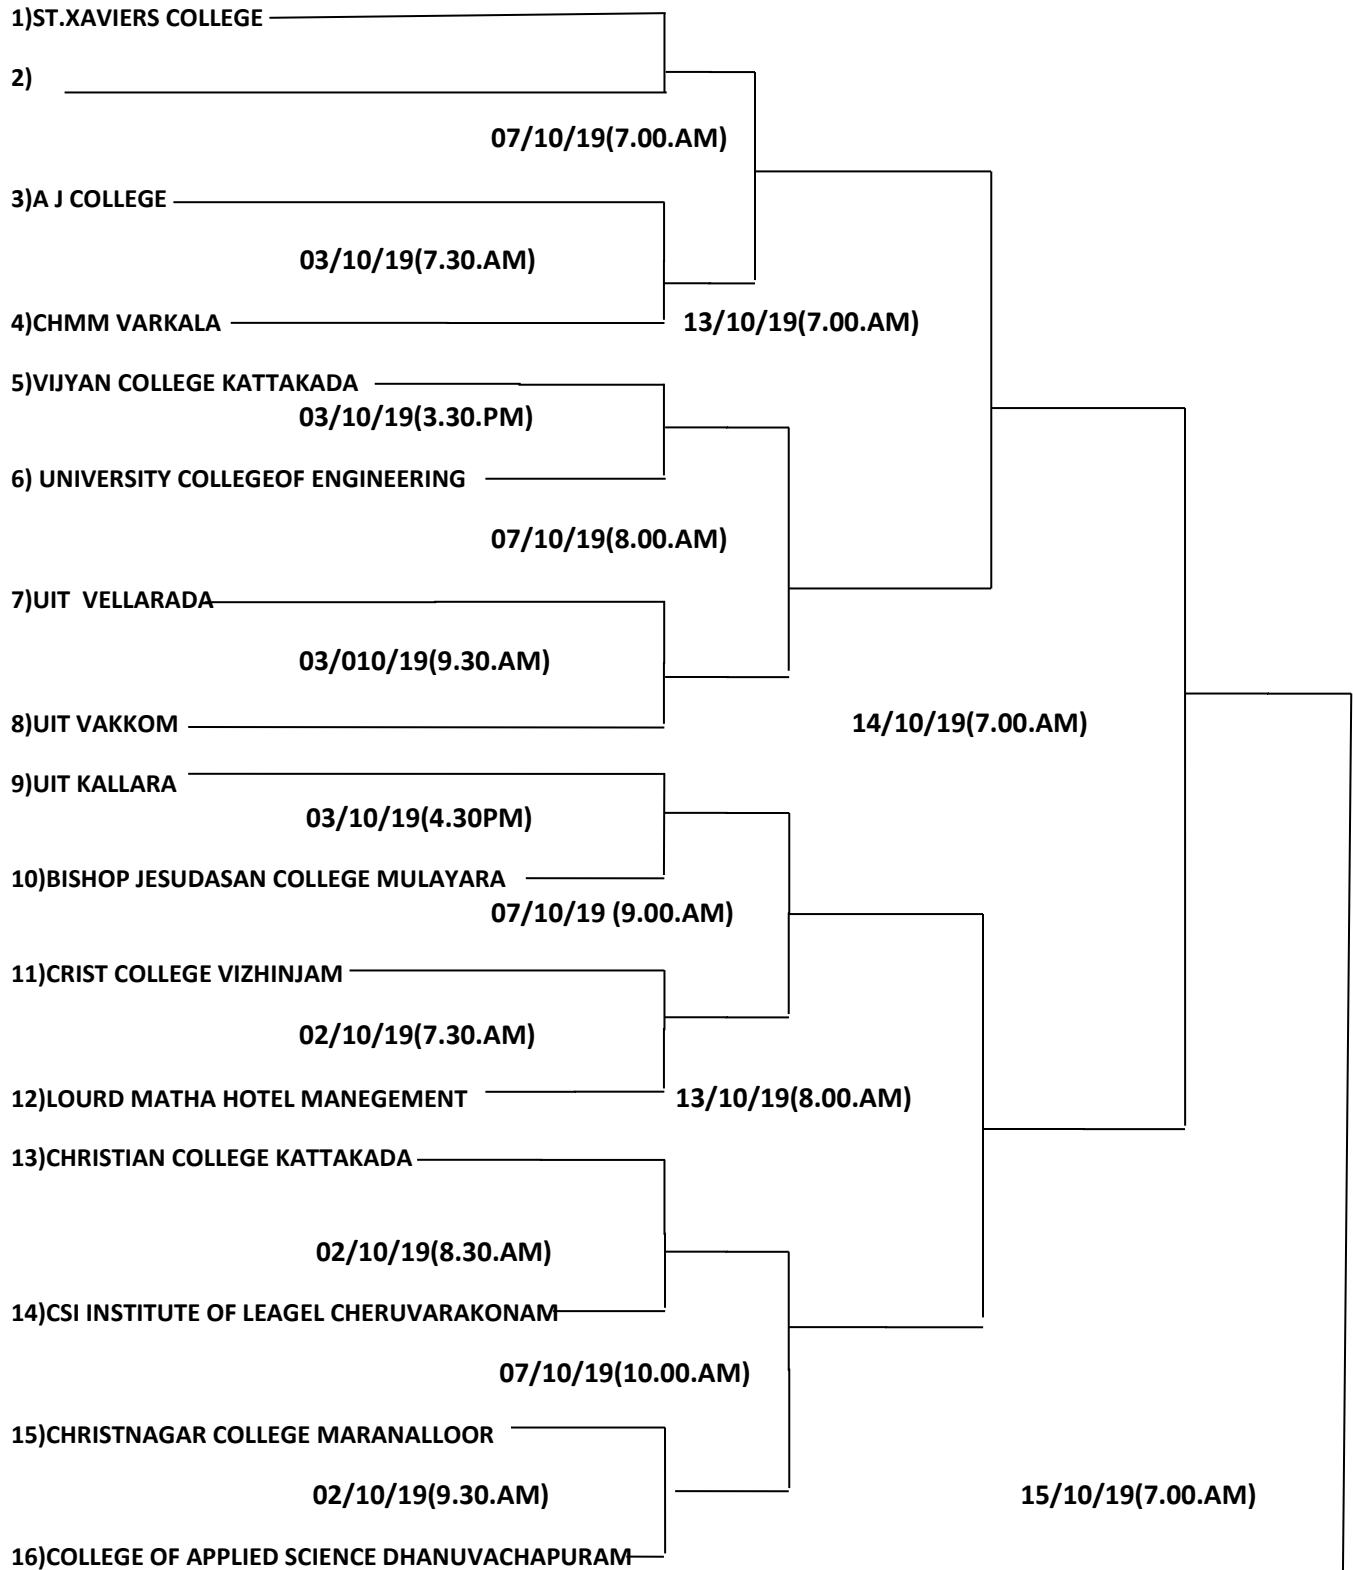 1)ST.XAVIERS COLLEGE
2)
07/10/19(7.00.AM)
3)A J COLLEGE
03/10/19(7.30.AM)
4)CHMM VARKALA
13/10/19(7.00.AM)
5)VIJYAN COLLEGE KATTAKADA
03/10/19(3.30.PM)
6) UNIVERSITY COLLEGEOF ENGINEERING
07/10/19(8.00.AM)
7)UIT VELLARADA
03/010/19(9.30.AM)
8)UIT VAKKOM
14/10/19(7.00.AM)
9)UIT KALLARA
03/10/19(4.30PM)
10)BISHOP JESUDASAN COLLEGE MULAYARA
07/10/19 (9.00.AM)
11)CRIST COLLEGE VIZHINJAM
02/10/19(7.30.AM)
12)LOURD MATHA HOTEL MANEGEMENT
13/10/19(8.00.AM)
13)CHRISTIAN COLLEGE KATTAKADA
02/10/19(8.30.AM)
14)CSI INSTITUTE OF LEAGEL CHERUVARAKONAM
07/10/19(10.00.AM)
15)CHRISTNAGAR COLLEGE MARANALLOOR
02/10/19(9.30.AM)
15/10/19(7.00.AM)
16)COLLEGE OF APPLIED SCIENCE DHANUVACHAPURAM